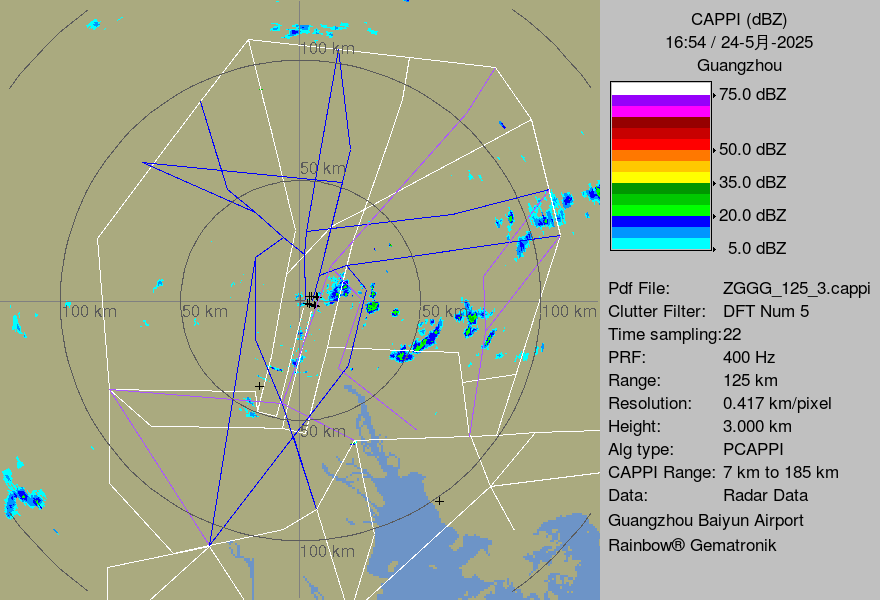 CAPPI (dBZ)
16:54 / 24-5月-2025
Guangzhou
75.0 dBZ
50.0 dBZ
35.0 dBZ
20.0 dBZ
5.0 dBZ
Pdf File: ZGGG_125_3.cappi
Clutter Filter: DFT Num 5
Time sampling:22
PRF: 400 Hz
Range: 125 km
Resolution: 0.417 km/pixel
Height: 3.000 km
Alg type: PCAPPI
CAPPI Range: 7 km to 185 km
Data: Radar Data
Guangzhou Baiyun Airport
Rainbow® Gematronik
100 km
50 km
100 km
50 km
50 km
100 km
50 km
100 km